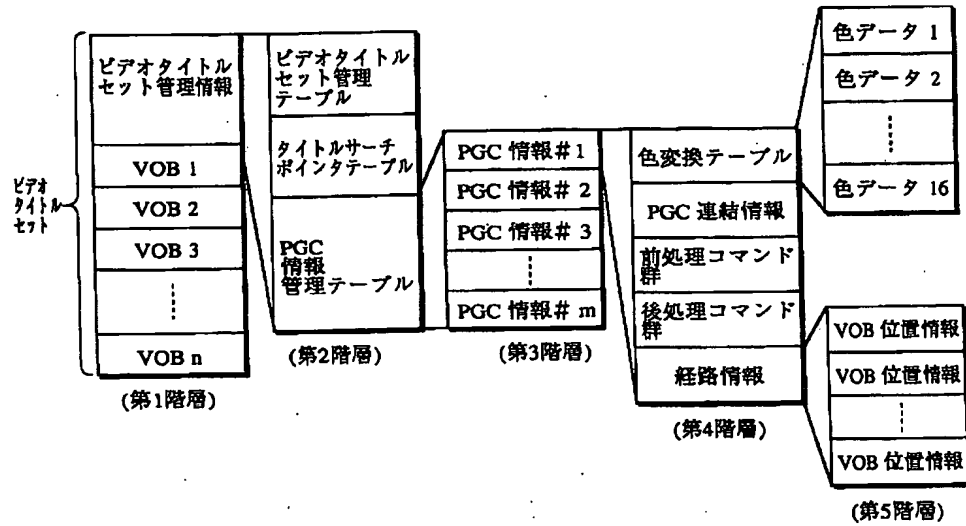 ビデオ
タイトル
セット
ビデオタイトル
セット管理情報
VOB 1
VOB 2
VOB 3
VOB n
(第1階層)
ビデオタイトル
セット管理
テーブル
タイトルサーチ
ポインタテーブル
PGC
情報
管理テーブル
(第2階層)
PGC 情報# 1
PGC 情報# 2
PGC 情報# 3
PGC 情報# m
(第3階層)
色変換テーブル
PGC 連結情報
前処理コマンド
群
後処理コマンド
群
経路情報
(第4階層)
色データ 1
色データ 2
色データ 16
VOB 位置情報
VOB 位置情報
VOB 位置情報
(第5階層)